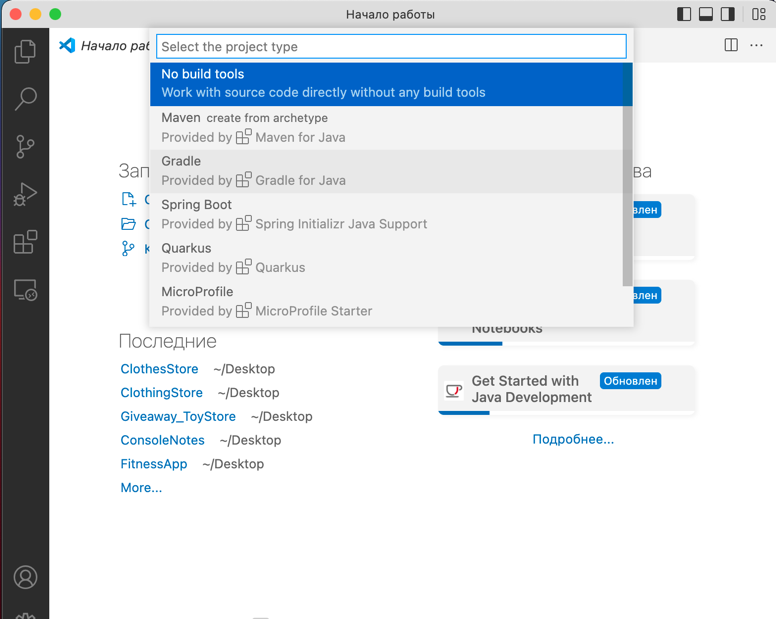 Начало работы
Начало раб
Select the project type
No build tools
Work with source code directly without any build tools
Maven create from archetype
Provided by Maven for Java
Gradle
Provided by Gradle for Java
Spring Boot
Provided by Spring Initializr Java Support
Quarkus
Provided by Quarkus
MicroProfile
Provided by MicroProfile Starter
Зап
ва
влен
влен
Notebooks
Последние
ClothesStore ~/Desktop
ClothingStore ~/Desktop
Giveaway_ToyStore ~/Desktop
ConsoleNotes ~/Desktop
FitnessApp ~/Desktop
More...
Get Started with
Java Development
Обновлен
Подробнее...